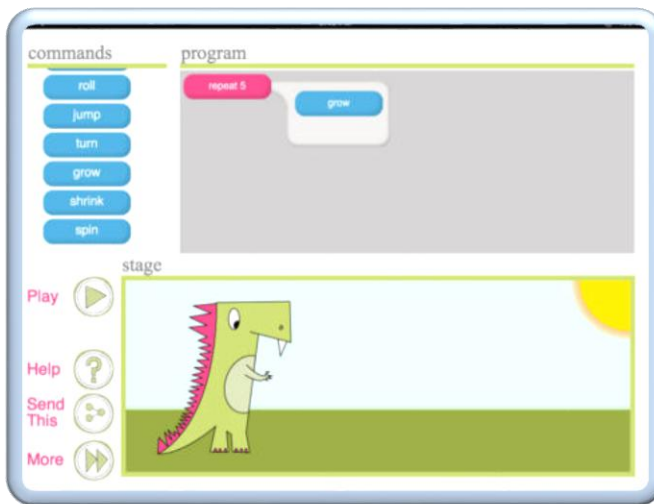 commands
program
roll
jump
turn
grow
shrink
spin
repeat 5
grow
stage
Play
Help
Send
This
More